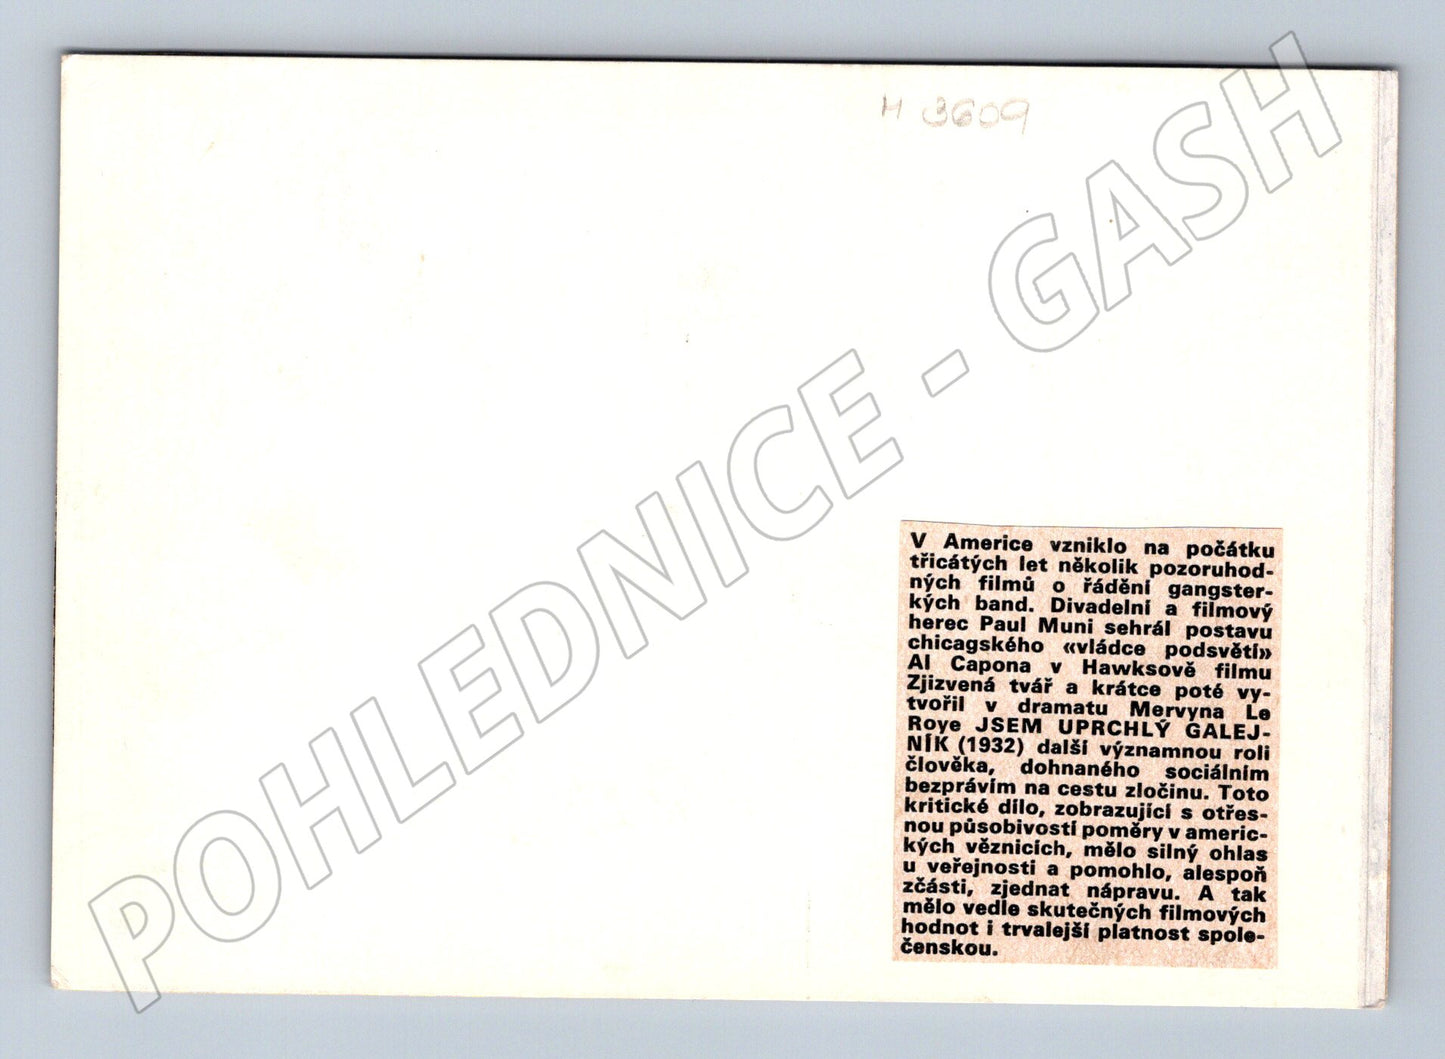 H 3609
POHLEDNICE - GASH
V Americe vzniklo na počátku
třicátých let několik pozoruhod-
ných filmů o řádění gangster-
kých band. Divadelní a filmový
herec Paul Muni sehrál postavu
chicagského «vládce podsvětí»
Al Capona v Hawksově filmu
Zjizvená tvář a krátce poté vy-
tvořil v dramatu Mervyna Le
Roye JSEM UPRCHLÝ GALEJ-
NÍK (1932) další významnou roli
člověka, dohnaného sociálním
bezprávím na cestu zločinu. Toto
kritické dílo, zobrazující s otřes-
nou působivostí poměry v americ-
kých věznicích, mělo silný ohlas
u veřejnosti a pomohlo, alespoň
zčásti, zjednat nápravu. A tak
mělo vedle skutečných filmových
hodnot i trvalejší platnost spole-
čenskou.